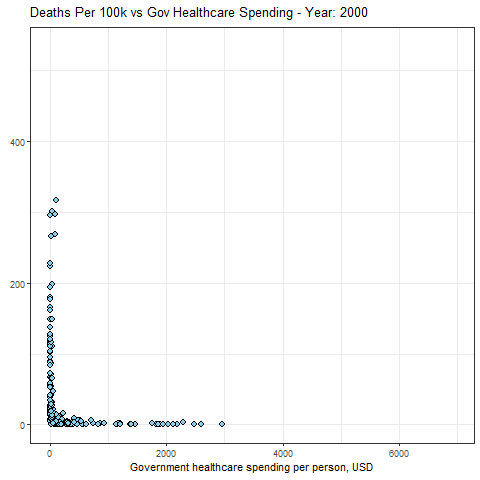 Deaths Per 100k vs Gov Healthcare Spending - Year: 2000
400
200
0
0 2000 4000 6000
Government healthcare spending per person, USD